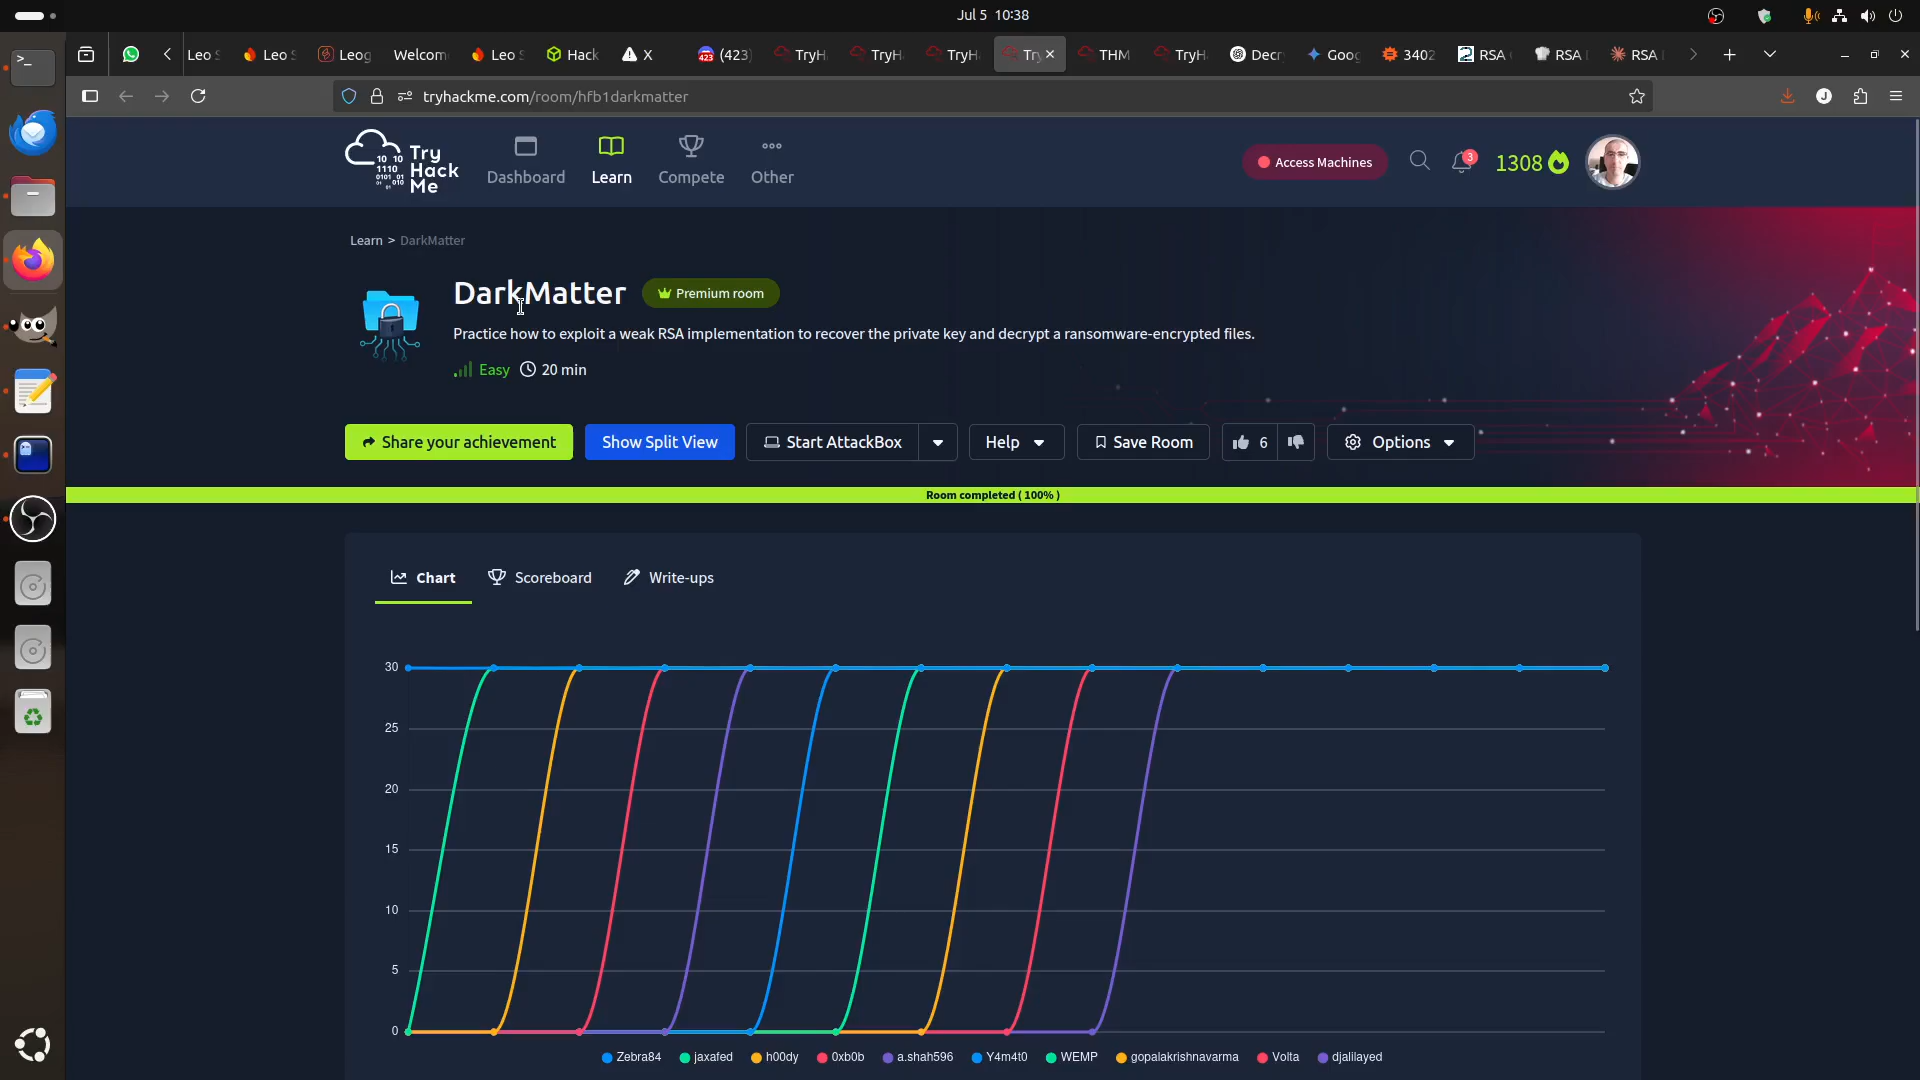 Jul 5 10:38
Leo S
Leo S
Leog
Welcom
Leo S
Hack
X
(423)
TryH
TryH
TryH
Try
THM
TryH
Decry
Goog
3402
RSA
RSA
RSA
tryhackme.com/room/hfb1darkmatter
Try
Hack
Me
Dashboard
Learn
Compete
Other
Access Machines
3
1308
Learn > DarkMatter
DarkMatter
Premium room
Practice how to exploit a weak RSA implementation to recover the private key and decrypt a ransomware-encrypted files.
Easy
20 min
Share your achievement
Show Split View
Start AttackBox
Help
Save Room
6
Options
Room completed ( 100% )
Chart
Scoreboard
Write-ups
30
25
20
15
10
5
0
Zebra84
jaxafed
h00dy
0xb0b
a.shah596
Y4m4t0
WEMP
gopalakrishnavarma
Volta
djalilayed